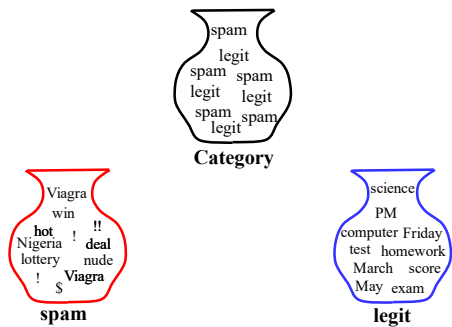 spam
legit
spam spam
legit legit
spam spam
legit
Category
Viagra
win
hot ! !!
Nigeria deal
lottery nude
! Viagra
$
spam
science
PM
computer Friday
test homework
March score
May exam
legit